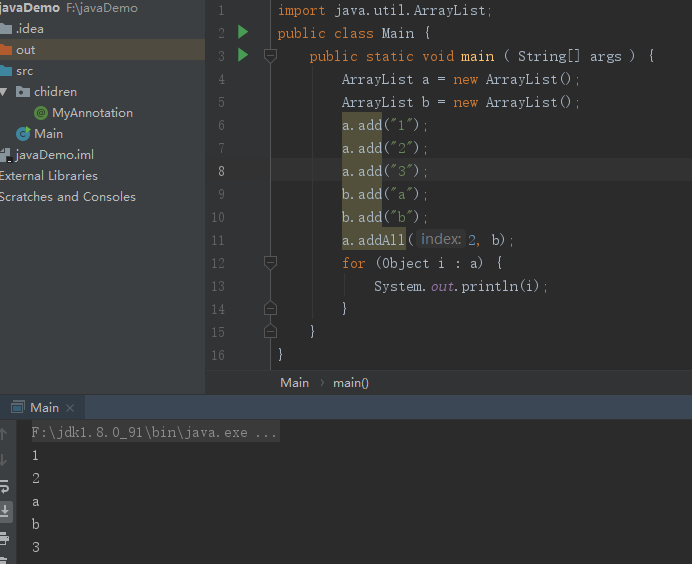 javaDemo F:\javaDemo
.idea
out
src
chidren
MyAnnotation
Main
javaDemo.iml
External Libraries
Scratches and Consoles
1 import java.util.ArrayList;
2 public class Main {
3 public static void main ( String[] args ) {
4 ArrayList a = new ArrayList();
5 ArrayList b = new ArrayList();
6 a.add("1");
7 a.add("2");
8 a.add("3");
9 b.add("a");
10 b.add("b");
11 a.addAll( index: 2, b);
12 for (Object i : a) {
13 System.out.println(i);
14 }
15 }
16 }
Main › main()
Main ×
F:\jdk1.8.0_91\bin\java.exe ...
1
2
a
b
3